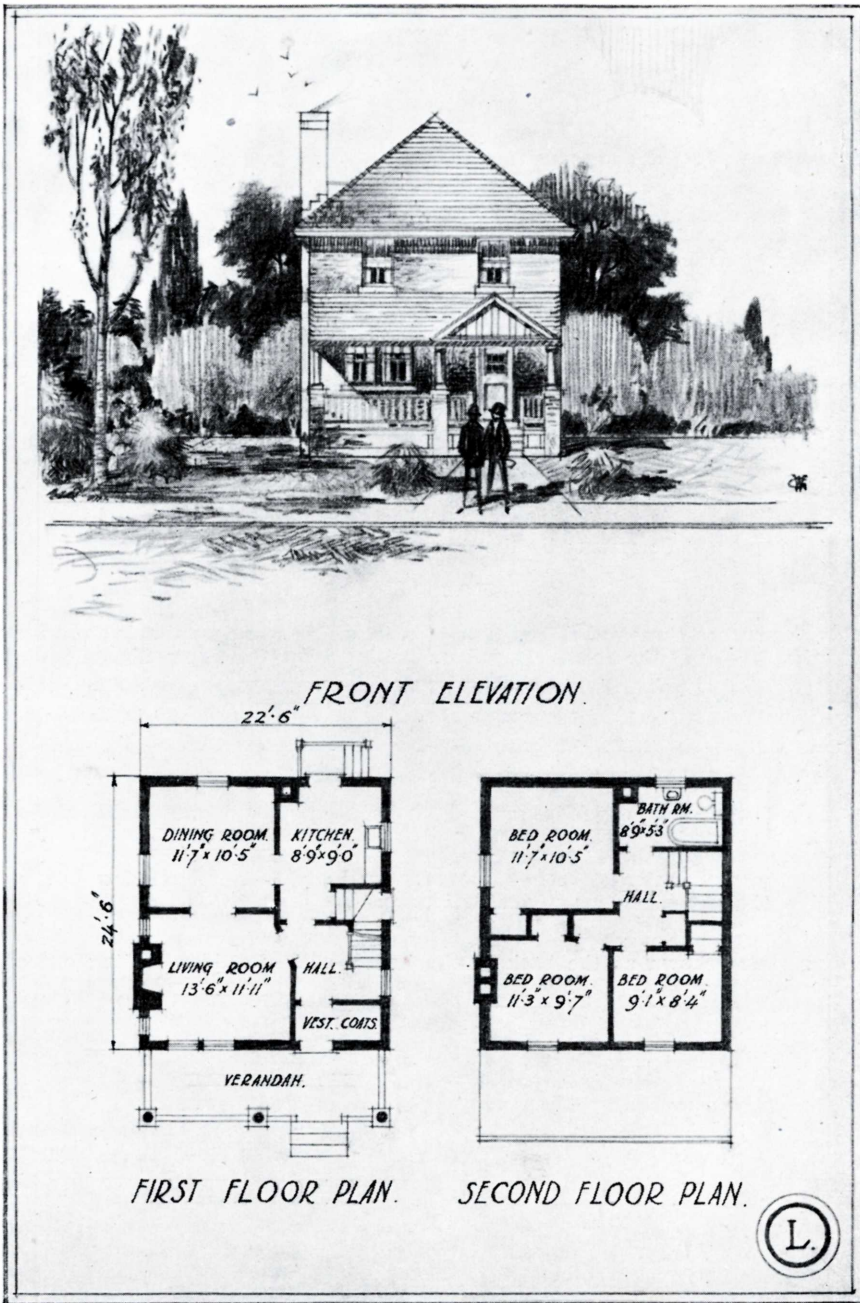 FRONT ELEVATION.
22'-6"
24'-6"
DINING ROOM.
11'-7" x 10'-5"
KITCHEN.
8'-9" x 9'-0"
LIVING ROOM
13'-6" x 11'-11"
HALL.
VEST. COATS.
VERANDAH.
FIRST FLOOR PLAN.
BED ROOM.
11'-7" x 10'-5"
BATH RM.
8'9" x 5'3"
HALL.
BED ROOM.
11'-3" x 9'-7"
BED ROOM.
9'-1" x 8'-4"
SECOND FLOOR PLAN.
L.